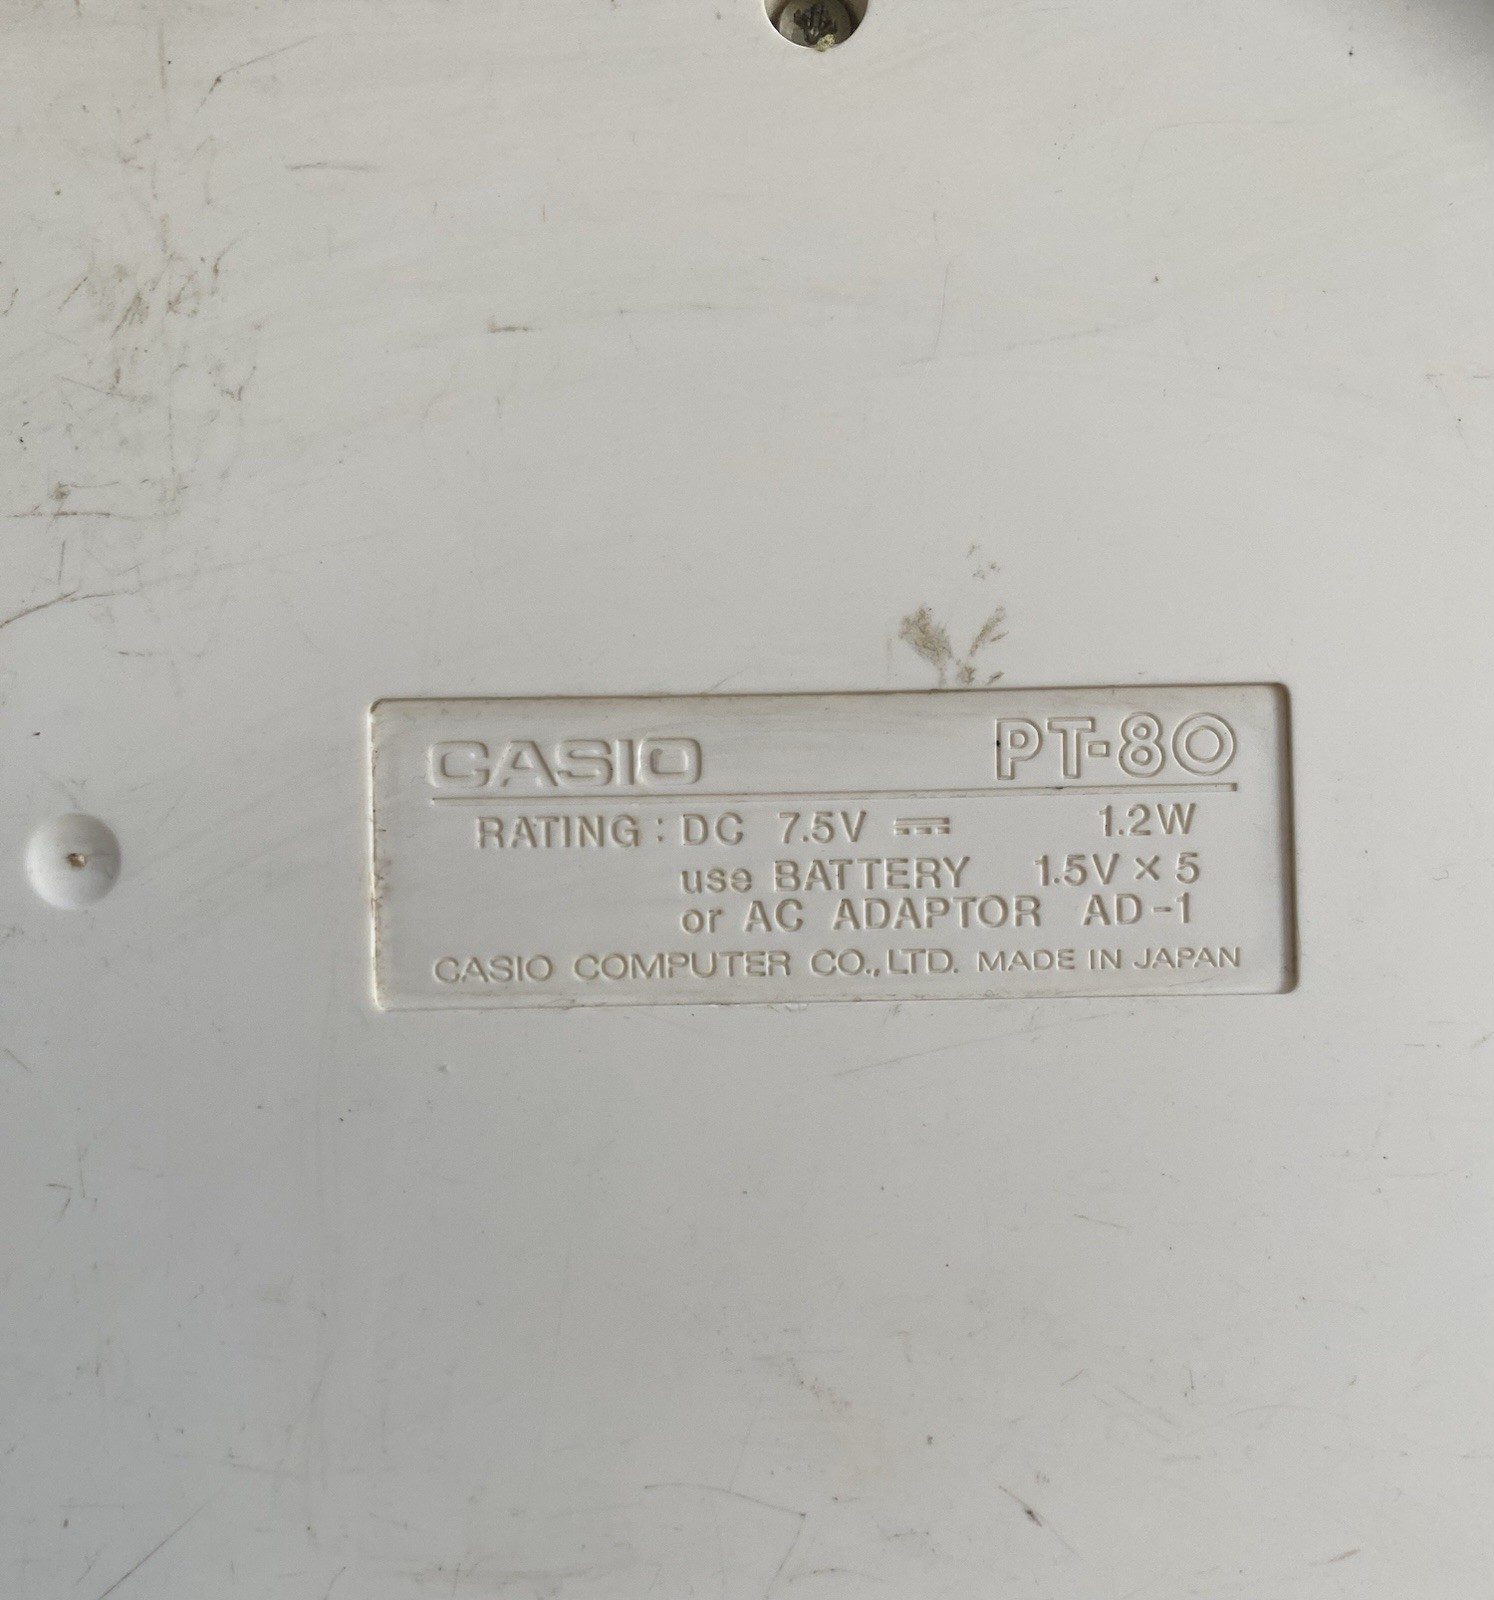 CASIO PT-80
RATING : DC 7.5V ⎓ 1.2W
use BATTERY 1.5V × 5
or AC ADAPTOR AD-1
CASIO COMPUTER CO., LTD. MADE IN JAPAN